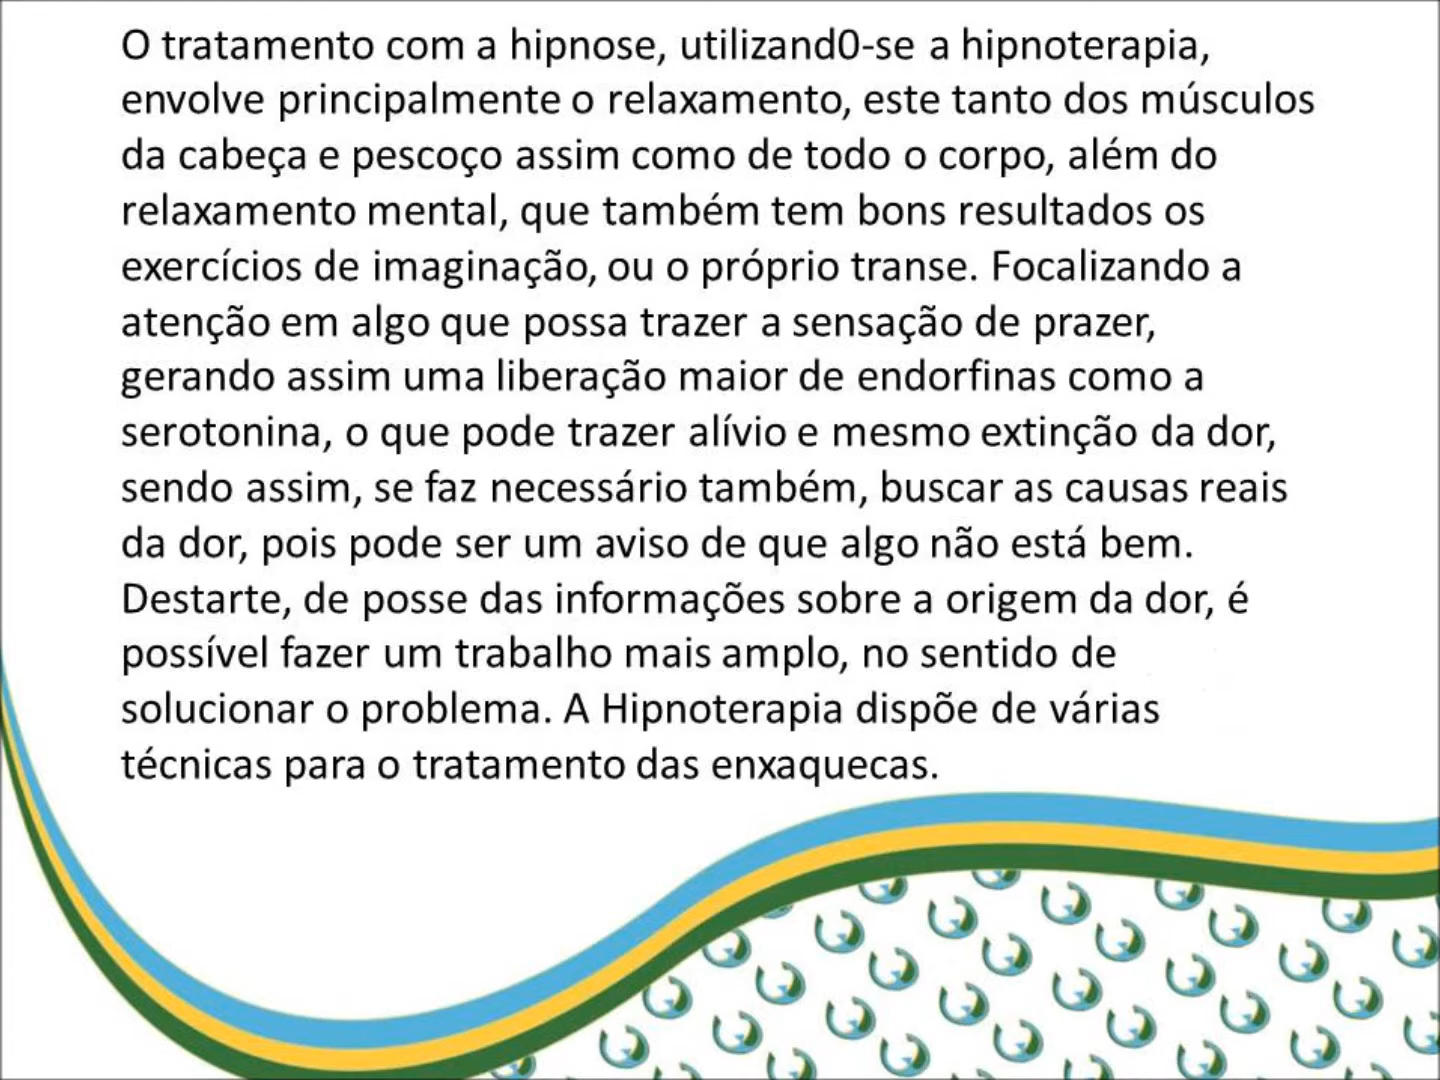 O tratamento com a hipnose, utilizand0-se a hipnoterapia,
envolve principalmente o relaxamento, este tanto dos músculos
da cabeça e pescoço assim como de todo o corpo, além do
relaxamento mental, que também tem bons resultados os
exercícios de imaginação, ou o próprio transe. Focalizando a
atenção em algo que possa trazer a sensação de prazer,
gerando assim uma liberação maior de endorfinas como a
serotonina, o que pode trazer alívio e mesmo extinção da dor,
sendo assim, se faz necessário também, buscar as causas reais
da dor, pois pode ser um aviso de que algo não está bem.
Destarte, de posse das informações sobre a origem da dor, é
possível fazer um trabalho mais amplo, no sentido de
solucionar o problema. A Hipnoterapia dispõe de várias
técnicas para o tratamento das enxaquecas.